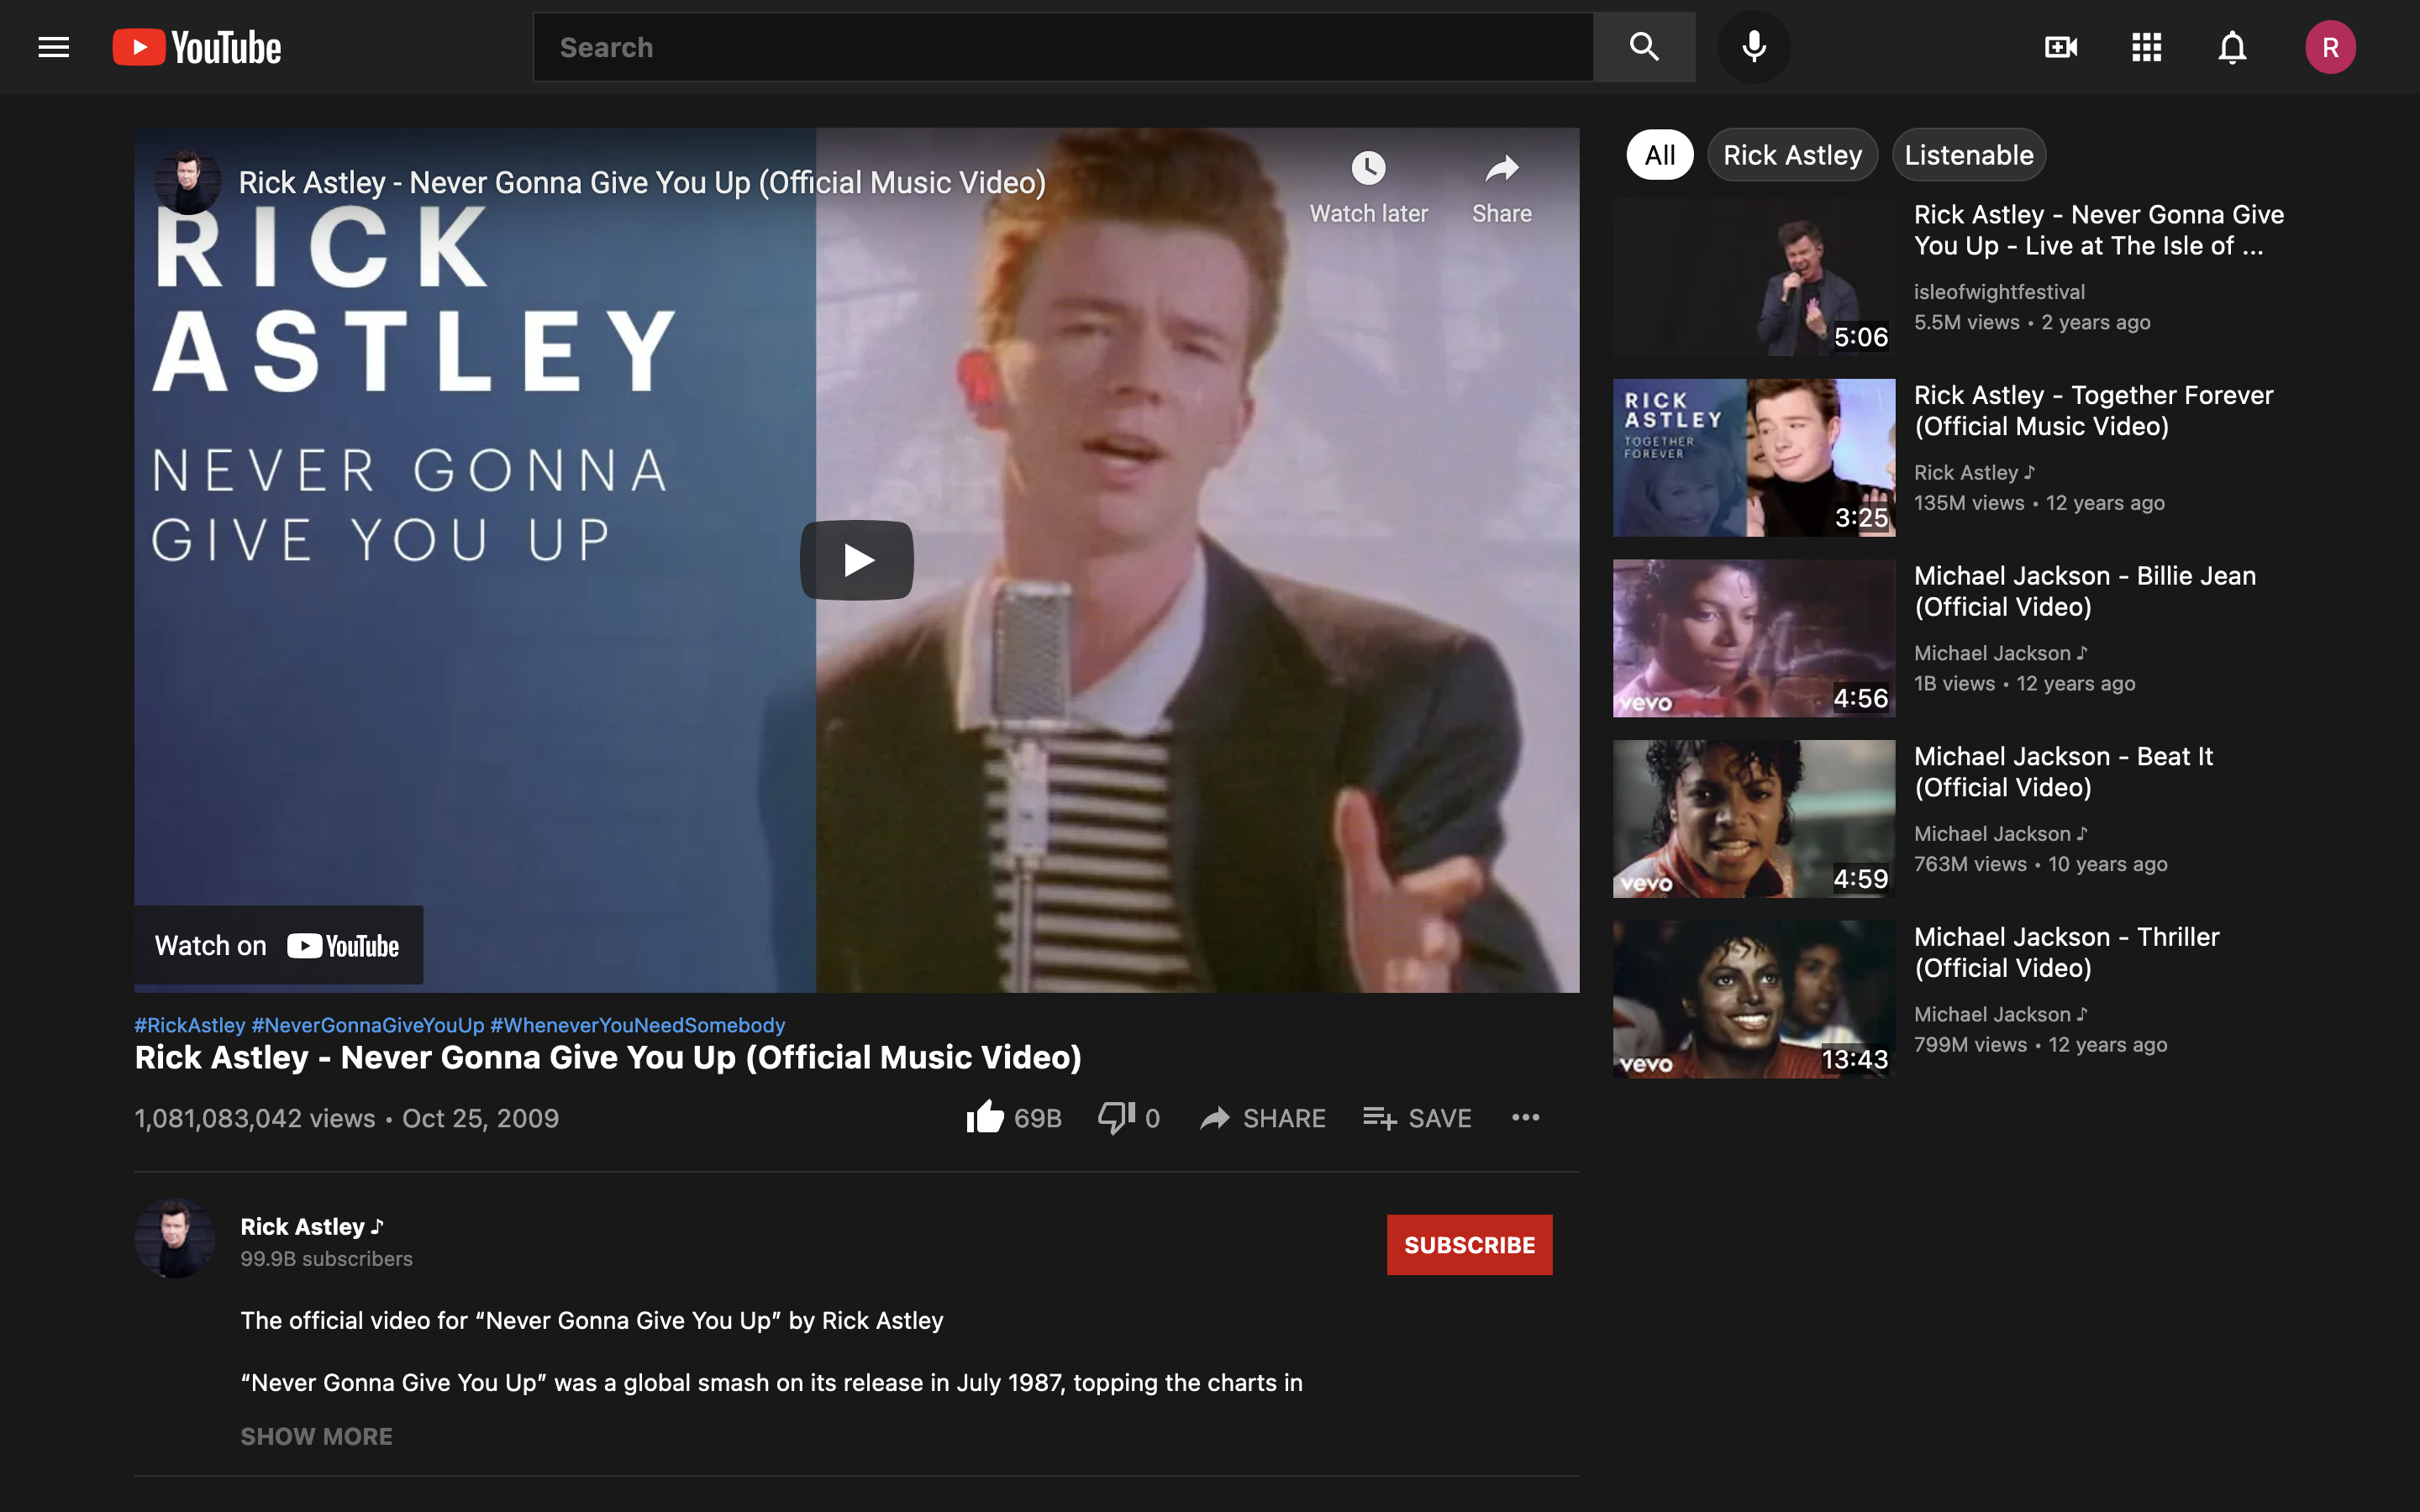 YouTube
Search
R
Rick Astley - Never Gonna Give You Up (Official Music Video)
Watch later
Share
RICK
ASTLEY
NEVER GONNA
GIVE YOU UP
Watch on YouTube
#RickAstley #NeverGonnaGiveYouUp #WheneverYouNeedSomebody
Rick Astley - Never Gonna Give You Up (Official Music Video)
1,081,083,042 views • Oct 25, 2009
69B
0
SHARE
SAVE
Rick Astley ♪
99.9B subscribers
SUBSCRIBE
The official video for “Never Gonna Give You Up” by Rick Astley
“Never Gonna Give You Up” was a global smash on its release in July 1987, topping the charts in
SHOW MORE
All
Rick Astley
Listenable
5:06
Rick Astley - Never Gonna Give
You Up - Live at The Isle of ...
isleofwightfestival
5.5M views • 2 years ago
RICK
ASTLEY
TOGETHER
FOREVER
3:25
Rick Astley - Together Forever
(Official Music Video)
Rick Astley ♪
135M views • 12 years ago
vevo
4:56
Michael Jackson - Billie Jean
(Official Video)
Michael Jackson ♪
1B views • 12 years ago
vevo
4:59
Michael Jackson - Beat It
(Official Video)
Michael Jackson ♪
763M views • 10 years ago
vevo
13:43
Michael Jackson - Thriller
(Official Video)
Michael Jackson ♪
799M views • 12 years ago